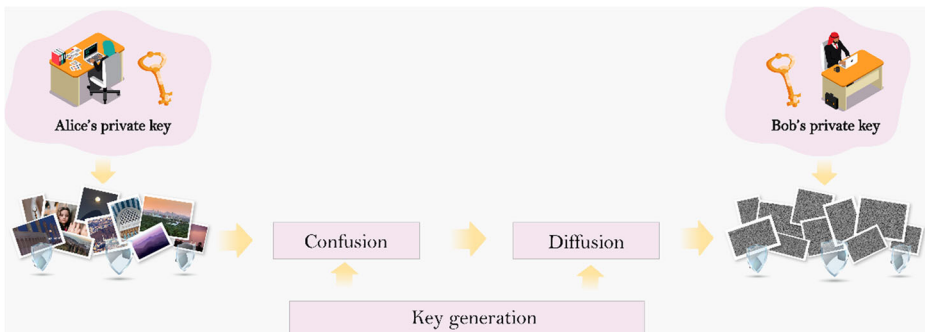 Alice's private key
Bob's private key
Confusion
Diffusion
Key generation